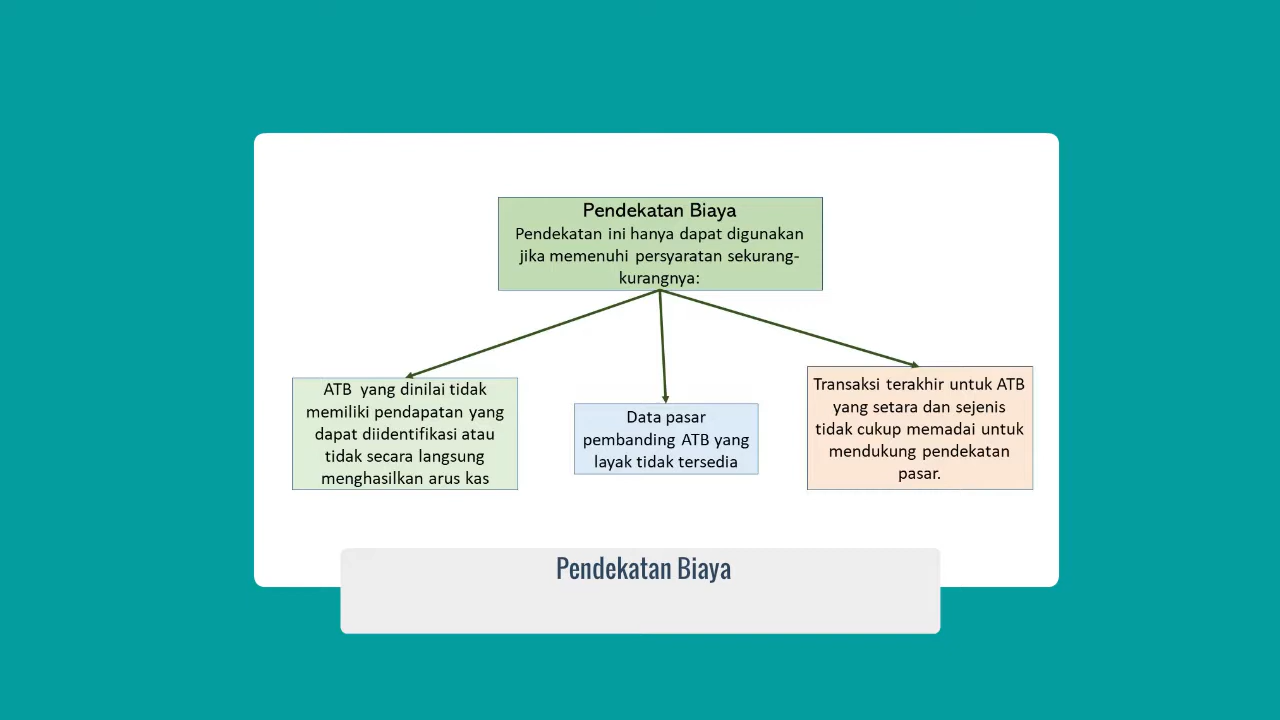 Pendekatan Biaya
Pendekatan ini hanya dapat digunakan
jika memenuhi persyaratan sekurang-
kurangnya:
ATB yang dinilai tidak
memiliki pendapatan yang
dapat diidentifikasi atau
tidak secara langsung
menghasilkan arus kas
Data pasar
pembanding ATB yang
layak tidak tersedia
Transaksi terakhir untuk ATB
yang setara dan sejenis
tidak cukup memadai untuk
mendukung pendekatan
pasar.
Pendekatan Biaya